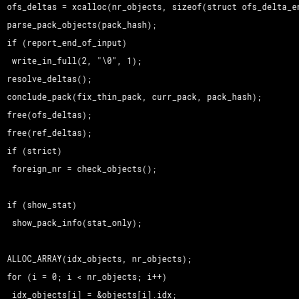 ofs_deltas = xcalloc(nr_objects, sizeof(struct ofs_delta_en
parse_pack_objects(pack_hash);
if (report_end_of_input)
write_in_full(2, "\0", 1);
resolve_deltas();
conclude_pack(fix_thin_pack, curr_pack, pack_hash);
free(ofs_deltas);
free(ref_deltas);
if (strict)
foreign_nr = check_objects();
if (show_stat)
show_pack_info(stat_only);
ALLOC_ARRAY(idx_objects, nr_objects);
for (i = 0; i < nr_objects; i++)
idx_objects[i] = &objects[i].idx;